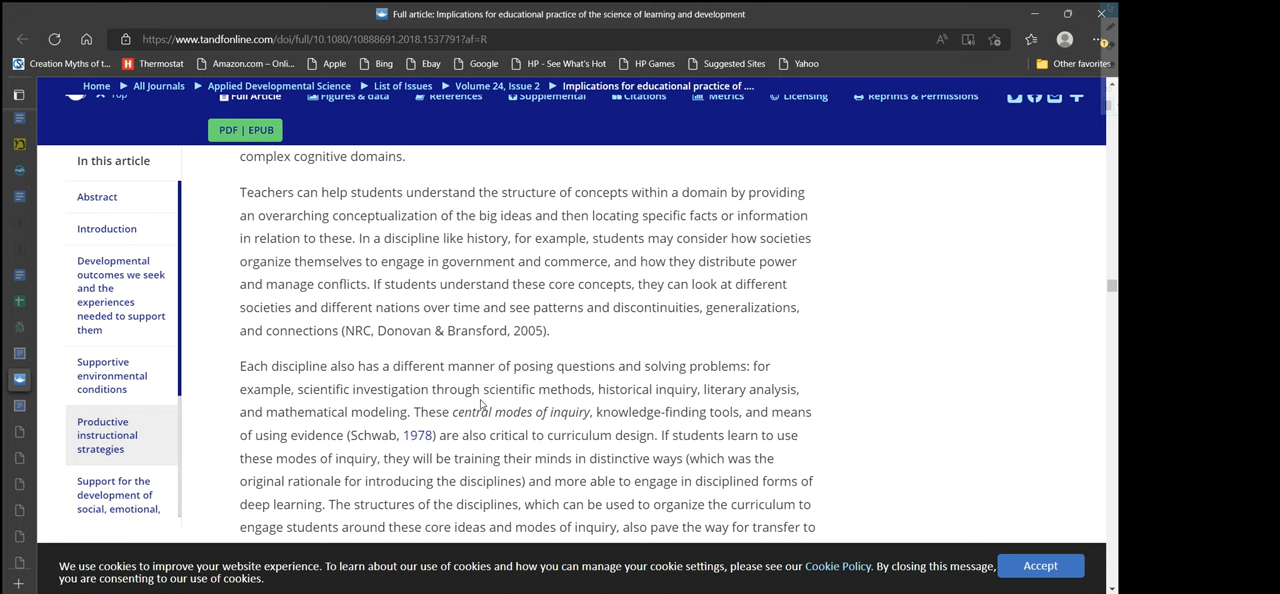 Full article: Implications for educational practice of the science of learning and development
https://www.tandfonline.com/doi/full/10.1080/10888691.2018.1537791?af=R
Creation Myths of t... Thermostat Amazon.com – Onli... Apple Bing Ebay Google HP - See What's Hot HP Games Suggested Sites Yahoo Other favorites
Home All Journals Applied Developmental Science List of Issues Volume 24, Issue 2 Implications for educational practice of ....
Top Full Article Figures & data References Supplemental Citations Metrics Licensing Reprints & Permissions
PDF | EPUB
In this article
Abstract
Introduction
Developmental
outcomes we seek
and the
experiences
needed to support
them
Supportive
environmental
conditions
Productive
instructional
strategies
Support for the
development of
social, emotional,
complex cognitive domains.
Teachers can help students understand the structure of concepts within a domain by providing
an overarching conceptualization of the big ideas and then locating specific facts or information
in relation to these. In a discipline like history, for example, students may consider how societies
organize themselves to engage in government and commerce, and how they distribute power
and manage conflicts. If students understand these core concepts, they can look at different
societies and different nations over time and see patterns and discontinuities, generalizations,
and connections (NRC, Donovan & Bransford, 2005).
Each discipline also has a different manner of posing questions and solving problems: for
example, scientific investigation through scientific methods, historical inquiry, literary analysis,
and mathematical modeling. These central modes of inquiry, knowledge-finding tools, and means
of using evidence (Schwab, 1978) are also critical to curriculum design. If students learn to use
these modes of inquiry, they will be training their minds in distinctive ways (which was the
original rationale for introducing the disciplines) and more able to engage in disciplined forms of
deep learning. The structures of the disciplines, which can be used to organize the curriculum to
engage students around these core ideas and modes of inquiry, also pave the way for transfer to
We use cookies to improve your website experience. To learn about our use of cookies and how you can manage your cookie settings, please see our Cookie Policy. By closing this message,
you are consenting to our use of cookies.
Accept